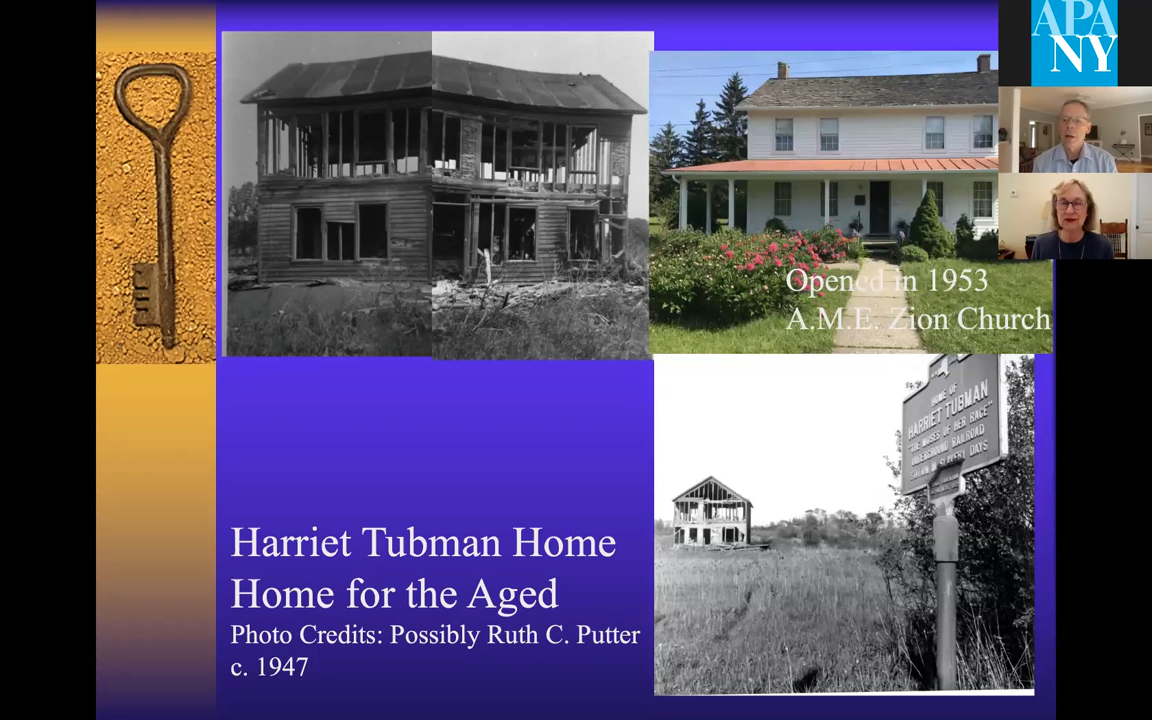 APA
NY
Opened in 1953
A.M.E. Zion Church
HOME OF
HARRIET TUBMAN
"THE MOSES OF HER RACE"
UNDERGROUND RAILROAD
STATION IN SLAVERY DAYS
Harriet Tubman Home
Home for the Aged
Photo Credits: Possibly Ruth C. Putter
c. 1947